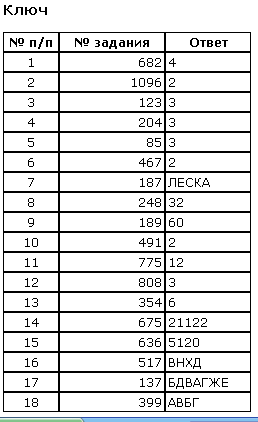 Ключ
№ п/п № задания Ответ
1 682 4
2 1096 2
3 123 3
4 204 3
5 85 3
6 467 2
7 187 ЛЕСКА
8 248 32
9 189 60
10 491 2
11 775 12
12 808 3
13 354 6
14 675 21122
15 636 5120
16 517 ВНХД
17 137 БДВАГЖЕ
18 399 АВБГ